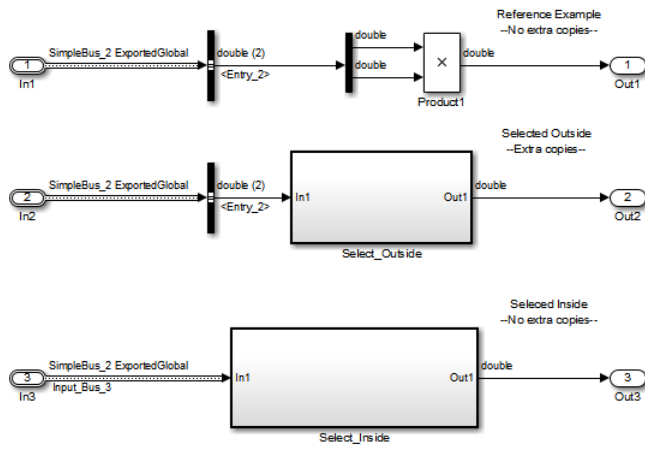 Reference Example
--No extra copies--
SimpleBus_2 ExportedGlobal
double (2)
double
double
double
1
<Entry_2>
×
1
In1
Product1
Out1
Selected Outside
--Extra copies--
SimpleBus_2 ExportedGlobal
double (2)
double
2
<Entry_2>
In1
Out1
2
In2
Out2
Select_Outside
Seleced Inside
--No extra copies--
SimpleBus_2 ExportedGlobal
double
3
In1
Out1
3
Input_Bus_3
In3
Out3
Select_Inside